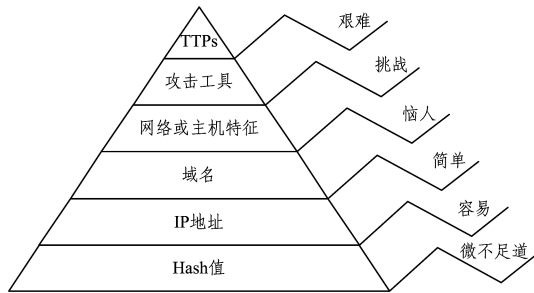 TTPs
艰难
攻击工具
挑战
网络或主机特征
恼人
域名
简单
IP地址
容易
Hash值
微不足道